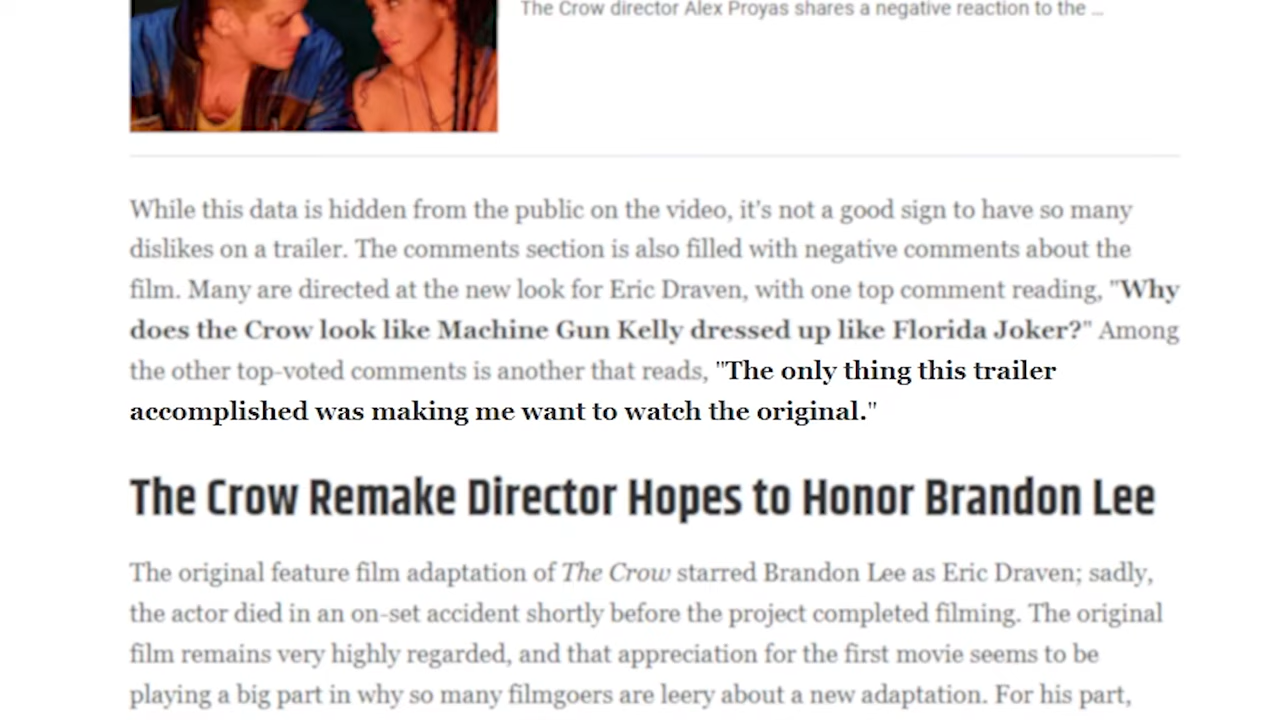 The Crow director Alex Proyas shares a negative reaction to the ...
While this data is hidden from the public on the video, it's not a good sign to have so many
dislikes on a trailer. The comments section is also filled with negative comments about the
film. Many are directed at the new look for Eric Draven, with one top comment reading, "Why
does the Crow look like Machine Gun Kelly dressed up like Florida Joker?" Among
the other top-voted comments is another that reads, "The only thing this trailer
accomplished was making me want to watch the original."
The Crow Remake Director Hopes to Honor Brandon Lee
The original feature film adaptation of The Crow starred Brandon Lee as Eric Draven; sadly,
the actor died in an on-set accident shortly before the project completed filming. The original
film remains very highly regarded, and that appreciation for the first movie seems to be
playing a big part in why so many filmgoers are leery about a new adaptation. For his part,